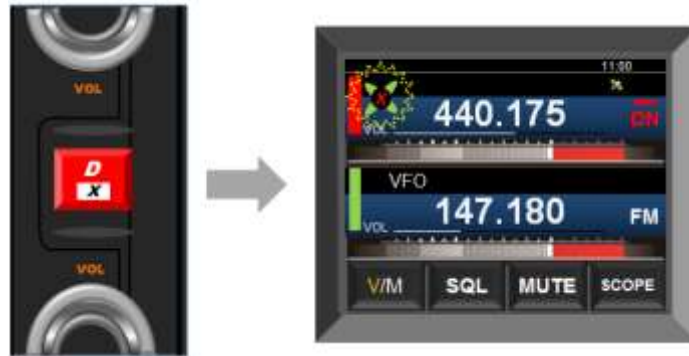 VOL
D
X
VOL
11:00
X
440.175
DN
VOL
VFO
147.180
FM
VOL
V/M
SQL
MUTE
SCOPE